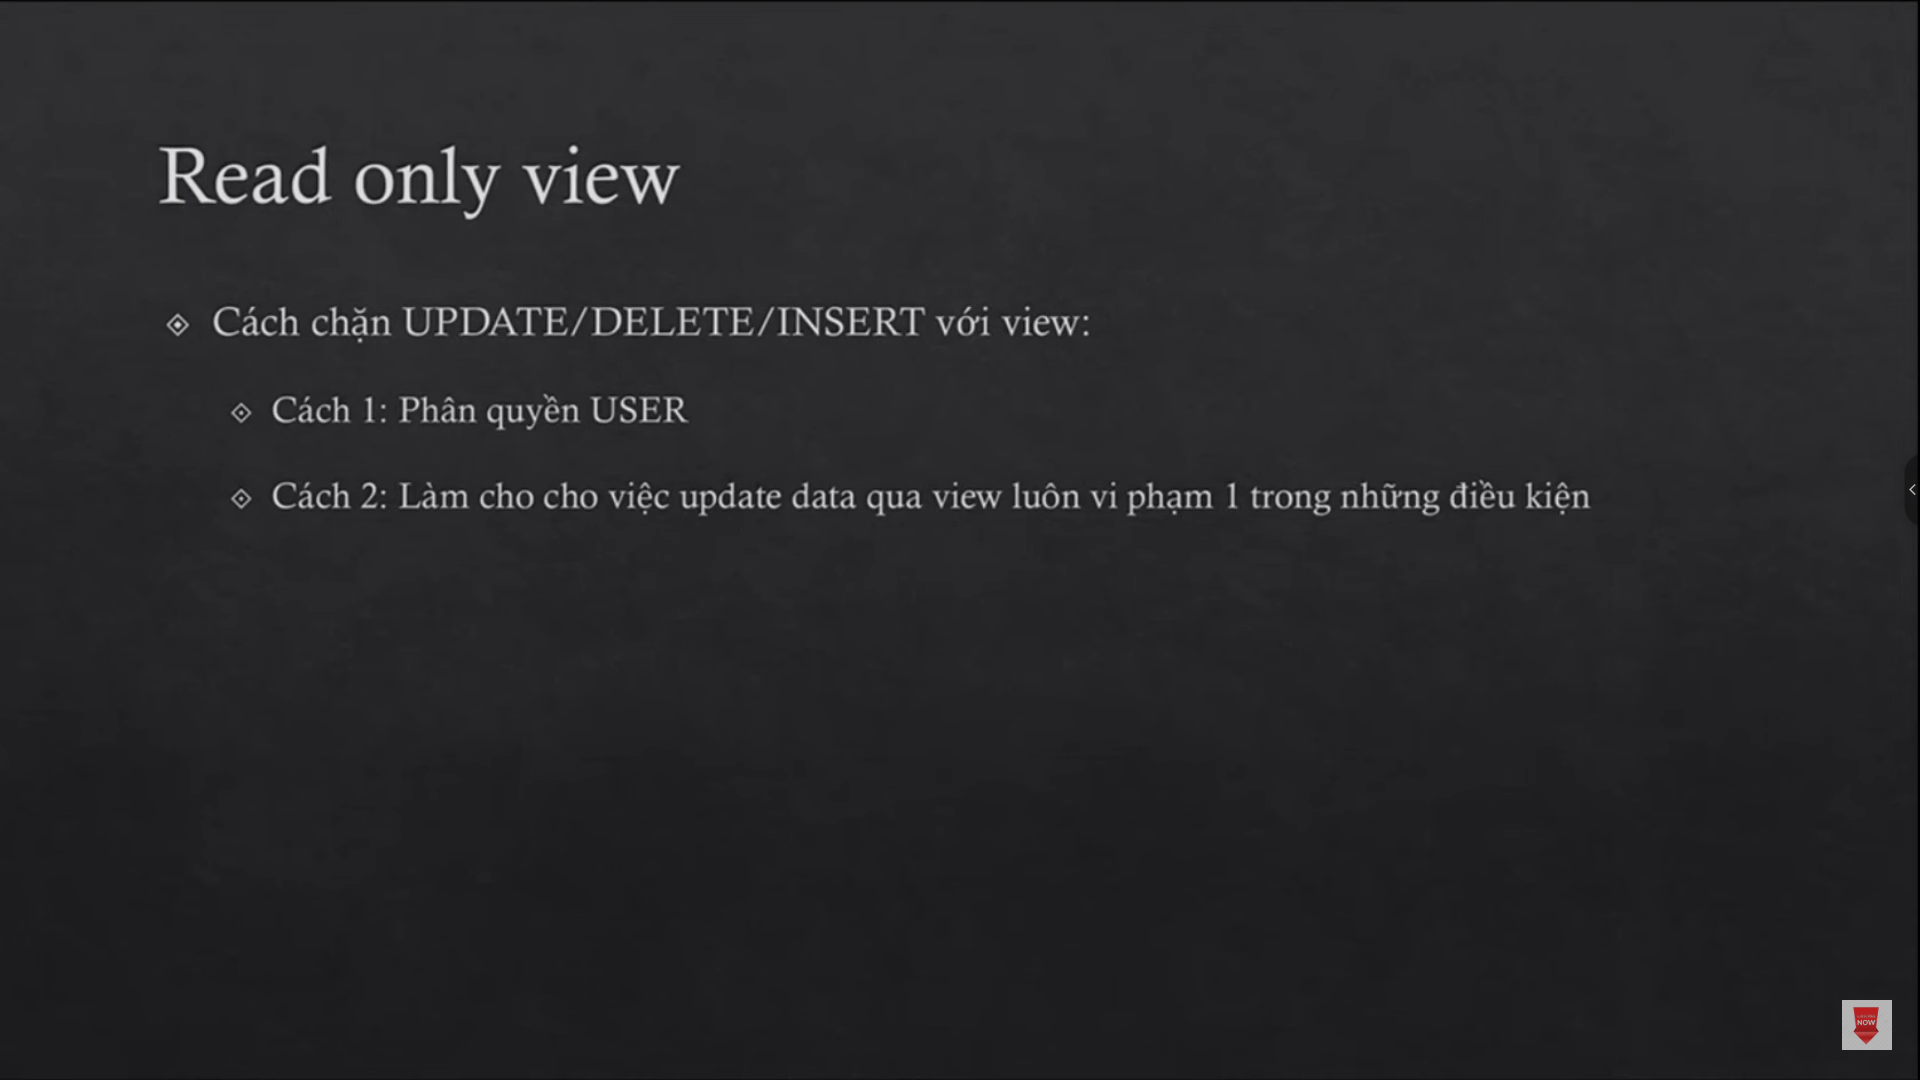 Read only view
Cách chặn UPDATE/DELETE/INSERT với view:
Cách 1: Phân quyền USER
Cách 2: Làm cho cho việc update data qua view luôn vi phạm 1 trong những điều kiện
NOW